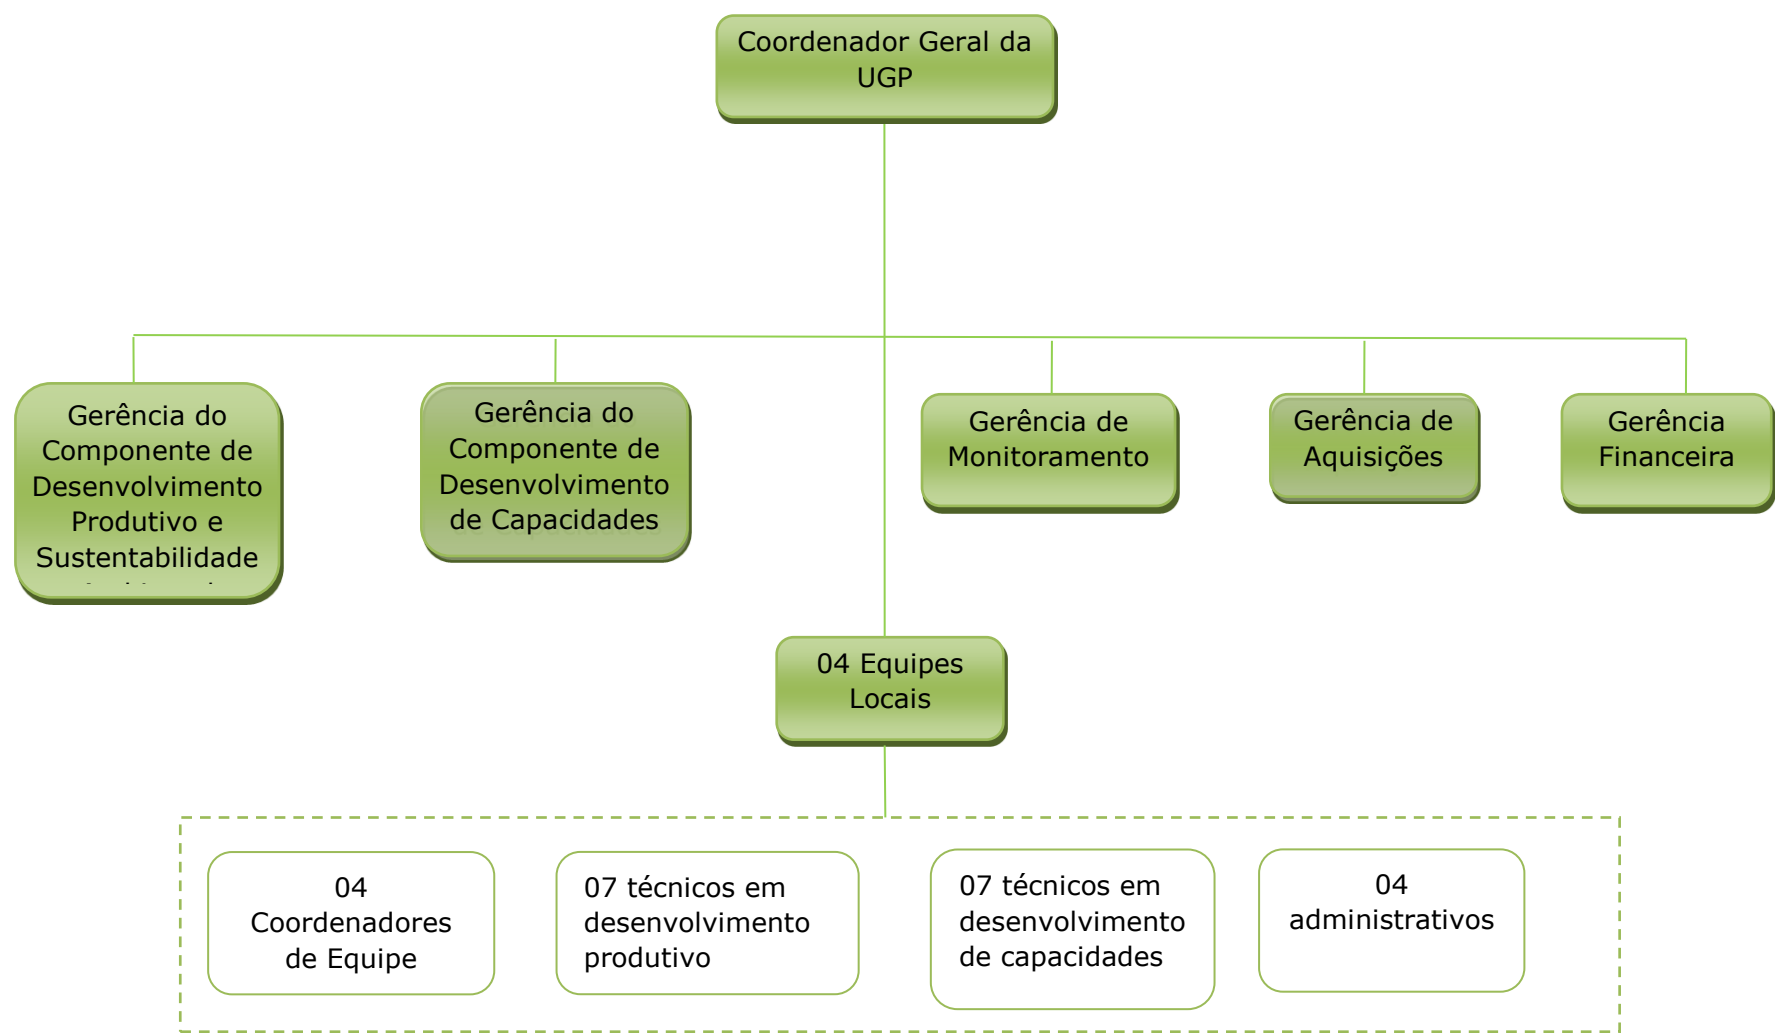 Coordenador Geral da
UGP
Gerência do
Componente de
Desenvolvimento
Produtivo e
Sustentabilidade
Gerência do
Componente de
Desenvolvimento
de Capacidades
Gerência de
Monitoramento
Gerência de
Aquisições
Gerência
Financeira
04 Equipes
Locais
04
Coordenadores
de Equipe
07 técnicos em
desenvolvimento
produtivo
07 técnicos em
desenvolvimento
de capacidades
04
administrativos